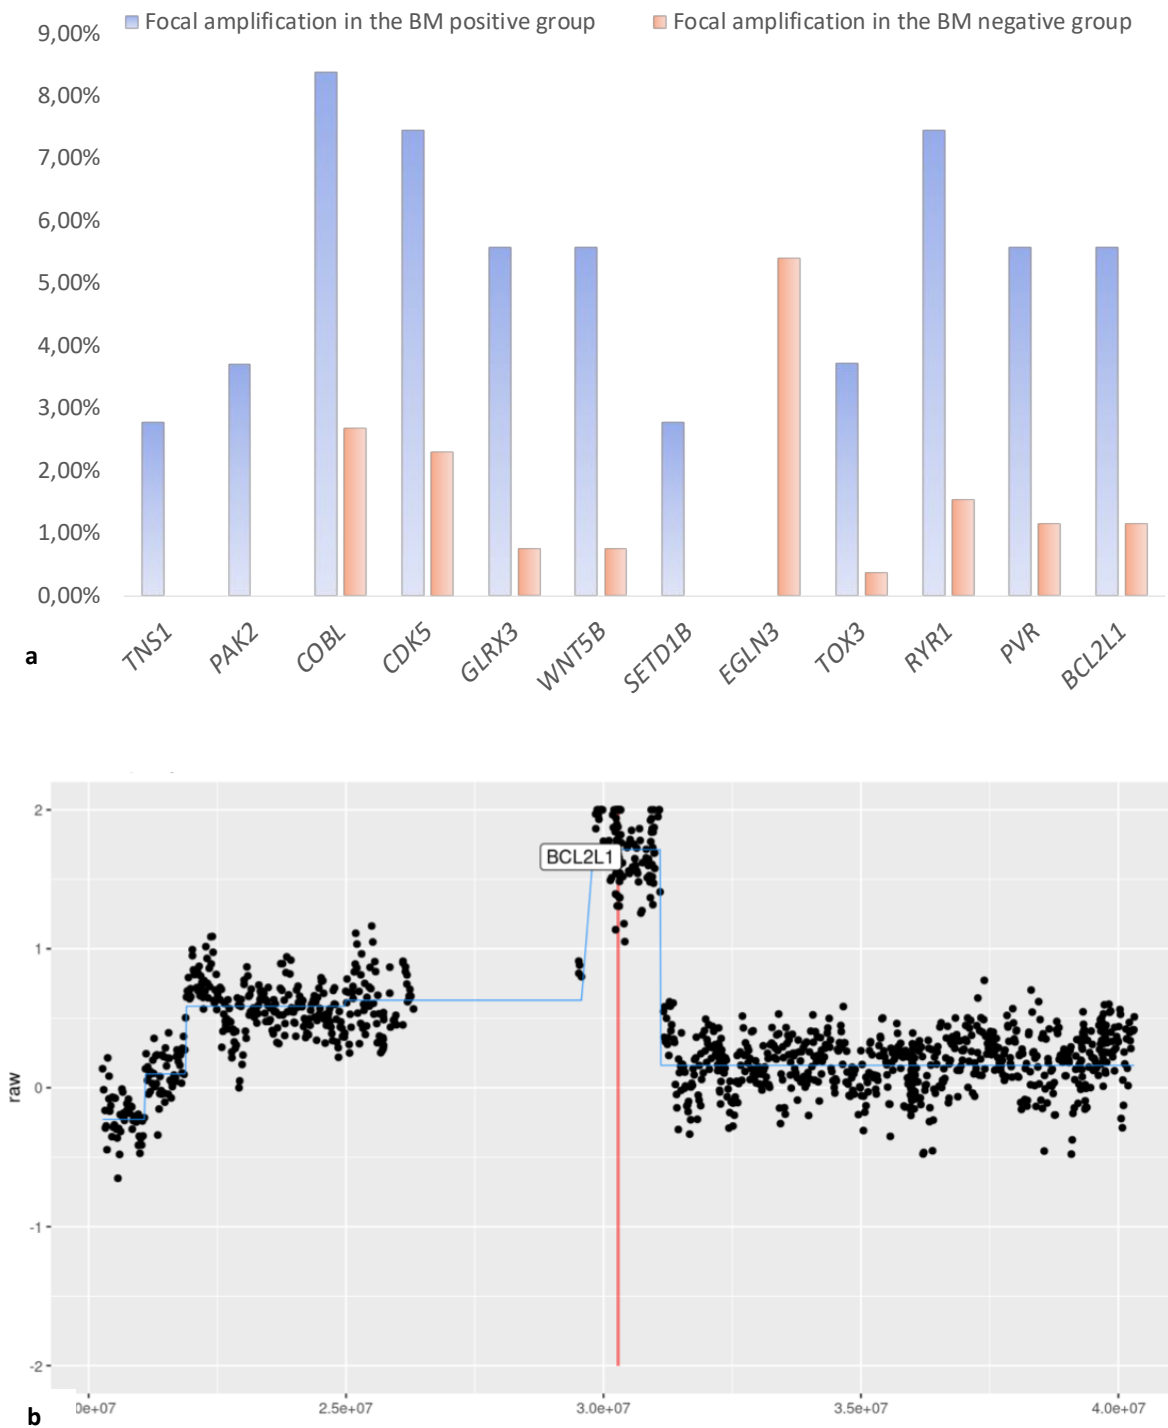 Focal amplification in the BM positive group Focal amplification in the BM negative group
9,00%
8,00%
7,00%
6,00%
5,00%
4,00%
3,00%
2,00%
1,00%
0,00%
TNS1 PAK2 COBL CDK5 GLRX3 WNT5B SETD1B EGLN3 TOX3 RYR1 PVR BCL2L1
a
2
BCL2L1
1
0
raw
-1
-2
0e+07 2.5e+07 3.0e+07 3.5e+07 4.0e+07
b